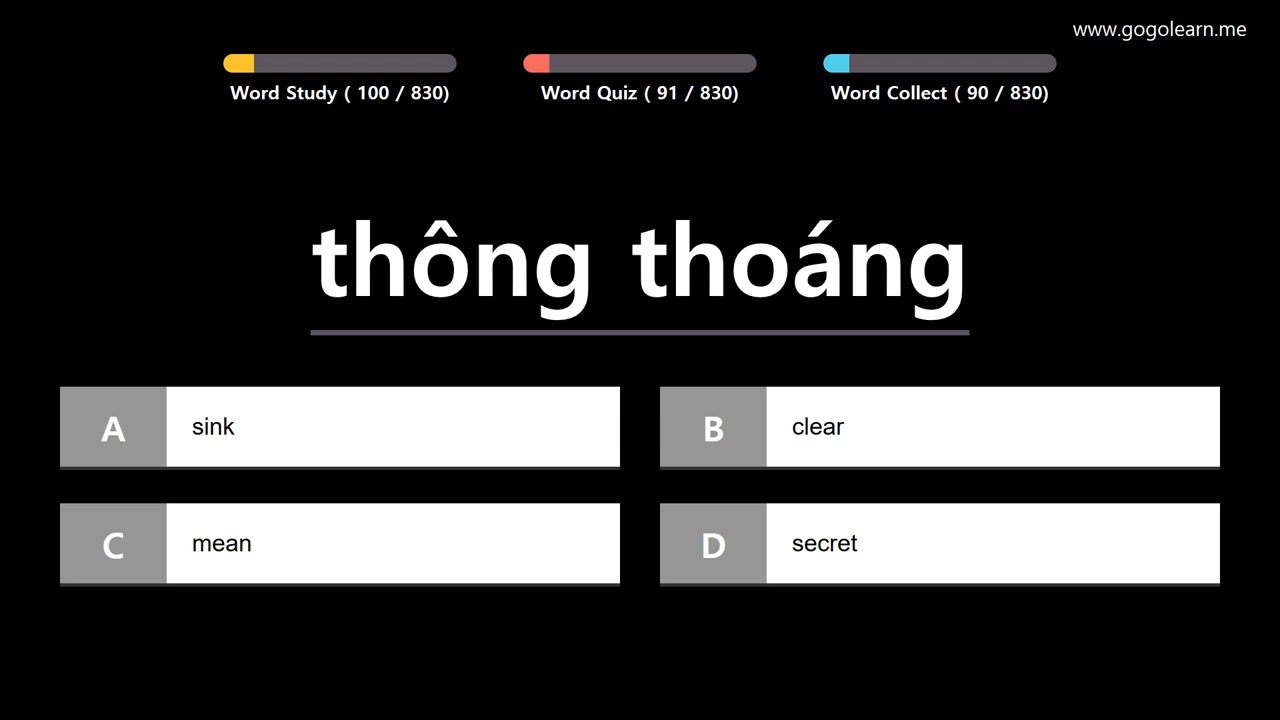 www.gogolearn.me
Word Study ( 100 / 830)
Word Quiz ( 91 / 830)
Word Collect ( 90 / 830)
thông thoáng
A sink
B clear
C mean
D secret